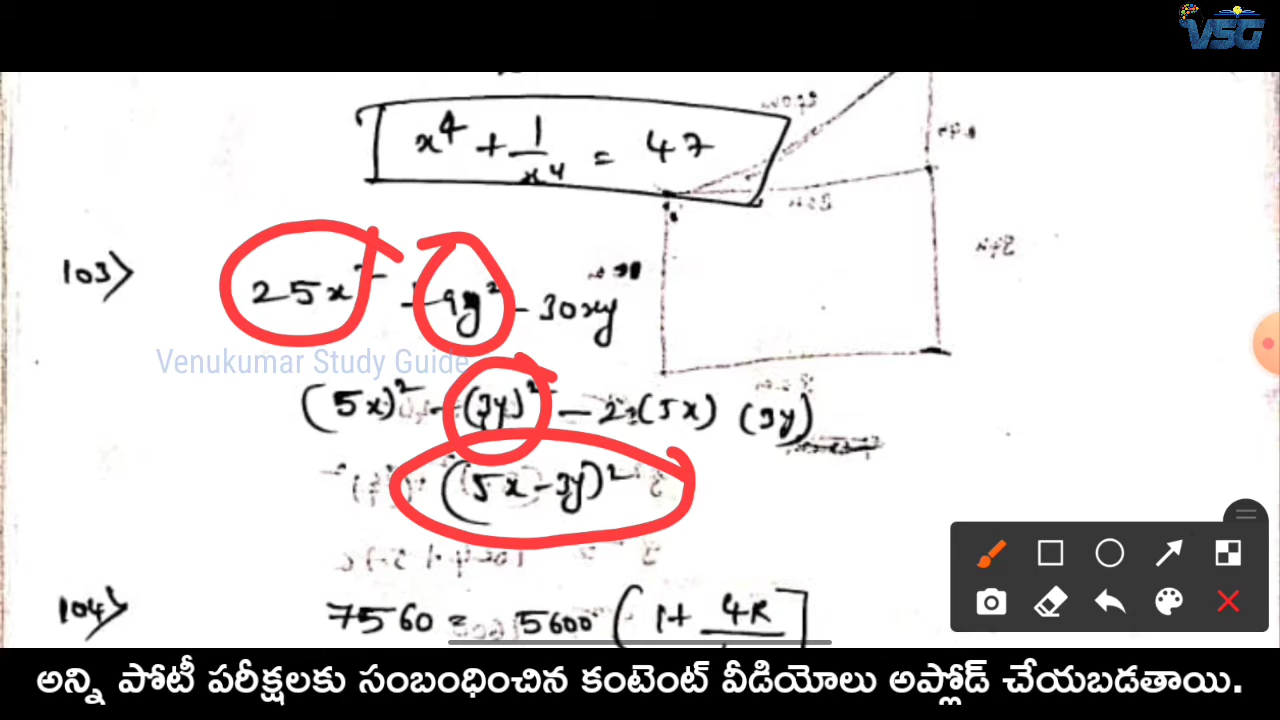 VSG
x⁴ + 1/x⁴ = 47
103) 25x² - 9y² - 30xy
Venukumar Study Guide
(5x)² - (3y)² - 2·(5x) (3y)
(5x-3y)²
104) 7560 = 5600 [1+ 4R
అన్ని పోటీ పరీక్షలకు సంబంధించిన కంటెంట్ వీడియోలు అప్లోడ్ చేయబడతాయి.